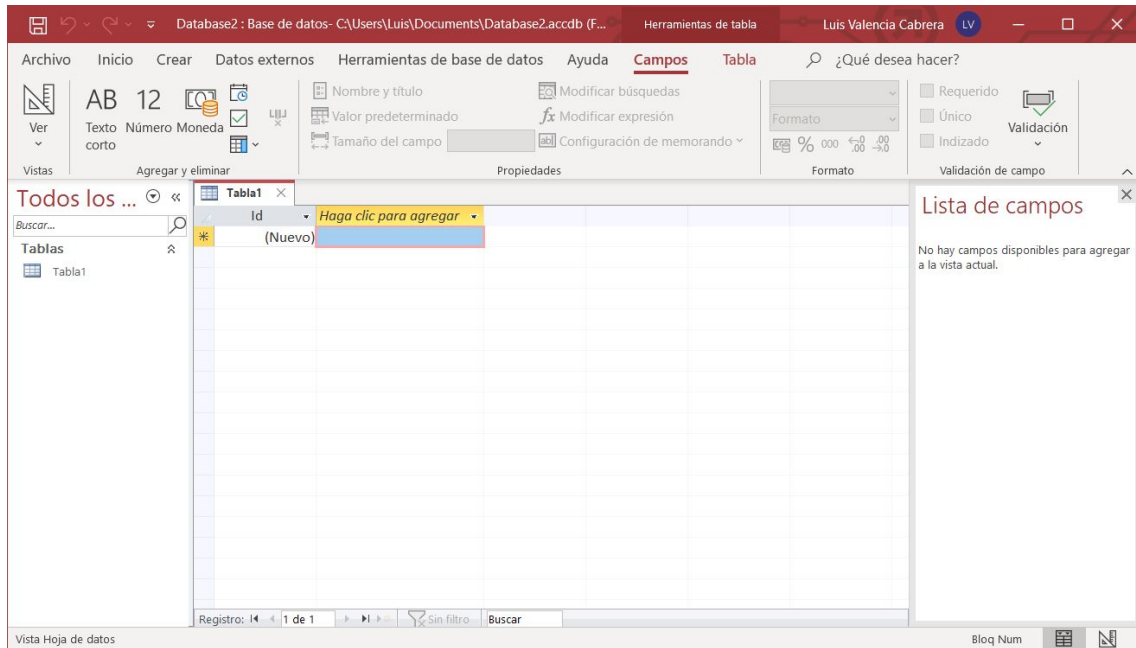 Database2 : Base de datos- C:\Users\Luis\Documents\Database2.accdb (F... Herramientas de tabla Luis Valencia Cabrera LV
Archivo Inicio Crear Datos externos Herramientas de base de datos Ayuda Campos Tabla ¿Qué desea hacer?
Ver
Vistas
AB Texto corto
12 Número
Moneda
Agregar y eliminar
Nombre y título
Valor predeterminado
Tamaño del campo
Modificar búsquedas
fx Modificar expresión
ab Configuración de memorando
Propiedades
Formato
% 000 ,00 ,0
Formato
Requerido
Único
Indizado
Validación
Validación de campo
Todos los ... «
Buscar...
Tablas
Tabla1
Tabla1
Id Haga clic para agregar
(Nuevo)
Lista de campos
No hay campos disponibles para agregar
a la vista actual.
Registro: 1 de 1 Sin filtro Buscar
Vista Hoja de datos Bloq Num